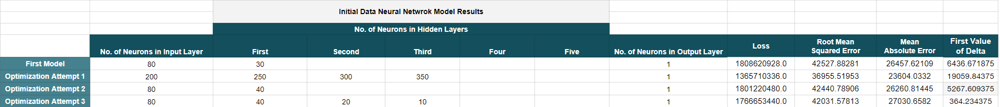 Initial Data Neural Netwrok Model Results
No. of Neurons in Hidden Layers
No. of Neurons in Input Layer First Second Third Four Five No. of Neurons in Output Layer Loss Root Mean Squared Error Mean Absolute Error First Value of Delta
First Model 80 30 1 1808620928.0 42527.88281 26457.62109 6436.671875
Optimization Attempt 1 200 250 300 350 1 1365710336.0 36955.51953 23604.0332 19059.84375
Optimization Attempt 2 80 40 1 1801220480.0 42440.78906 26260.81445 5267.609375
Optimization Attempt 3 80 40 20 10 1 1766653440.0 42031.57813 27030.6582 364.234375